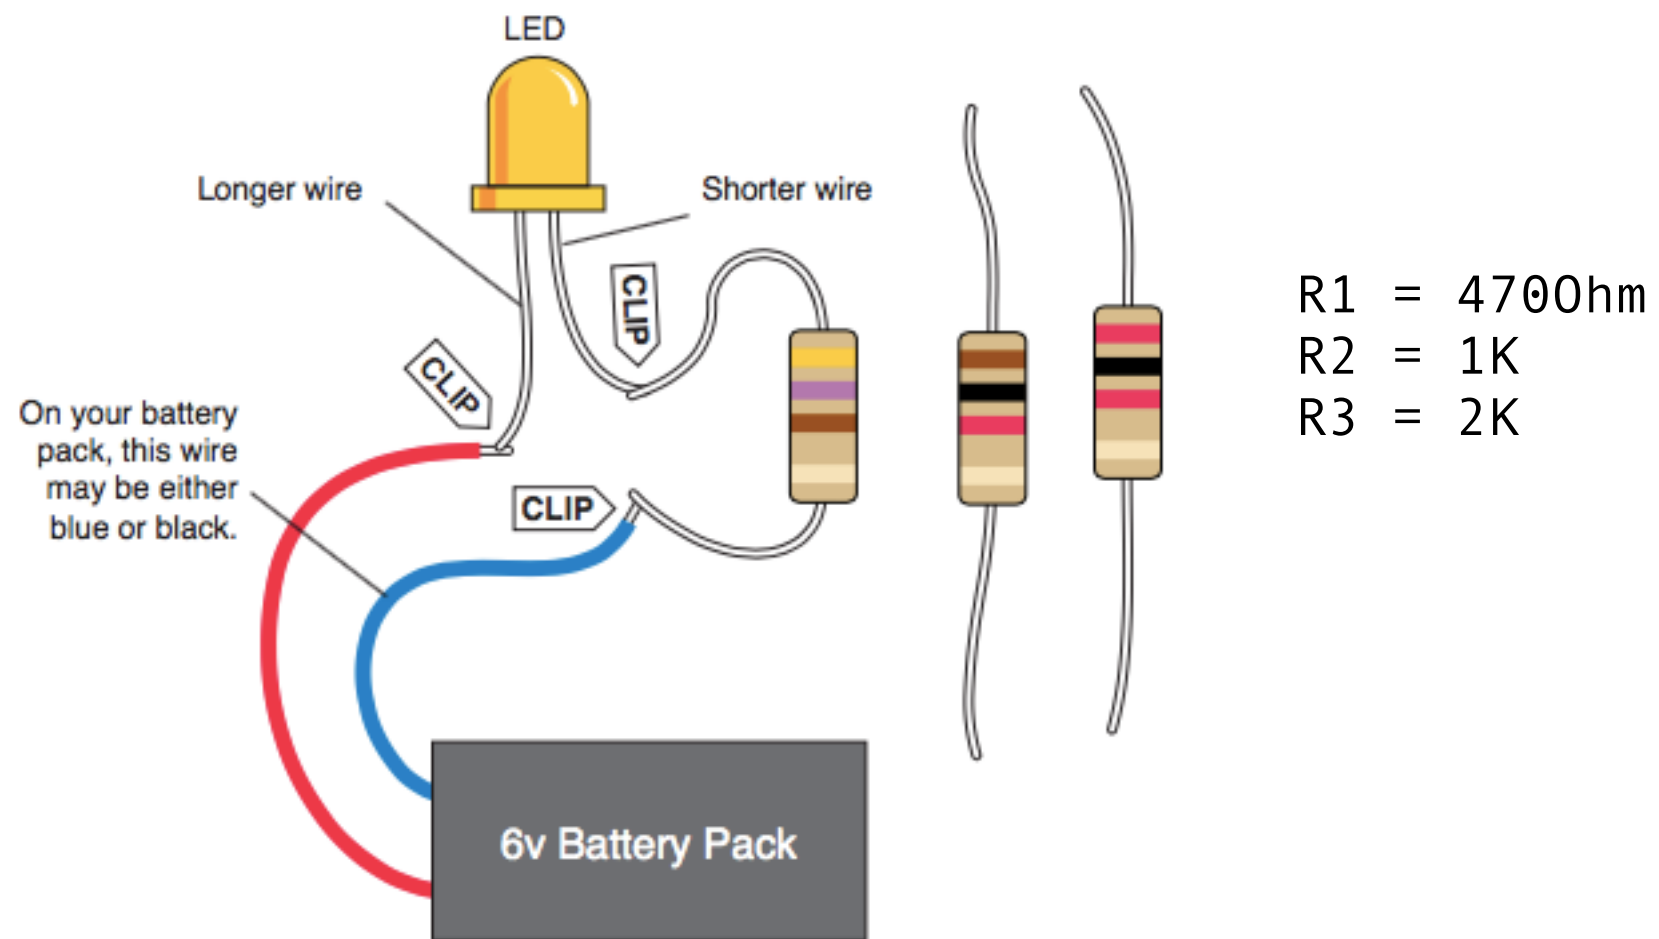 LED
Longer wire
Shorter wire
CLIP
CLIP
On your battery
pack, this wire
may be either
blue or black.
CLIP
6v Battery Pack
R1 = 470Ohm
R2 = 1K
R3 = 2K